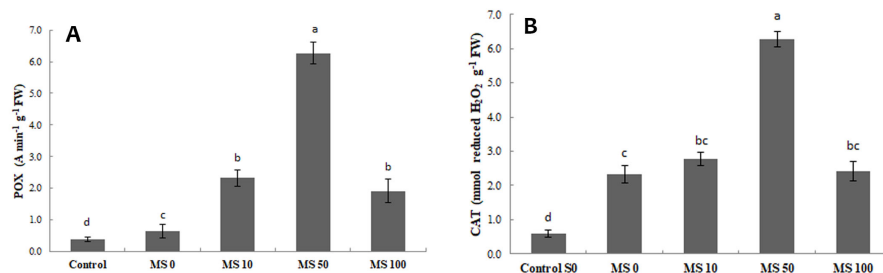 A
POX (A min-1 g-1 FW)
7.0
6.0
5.0
4.0
3.0
2.0
1.0
0.0
d
c
b
a
b
Control
MS 0
MS 10
MS 50
MS 100
B
CAT (mmol reduced H2O2 g-1 FW)
7.0
6.0
5.0
4.0
3.0
2.0
1.0
0.0
d
c
bc
a
bc
Control S0
MS 0
MS 10
MS 50
MS 100